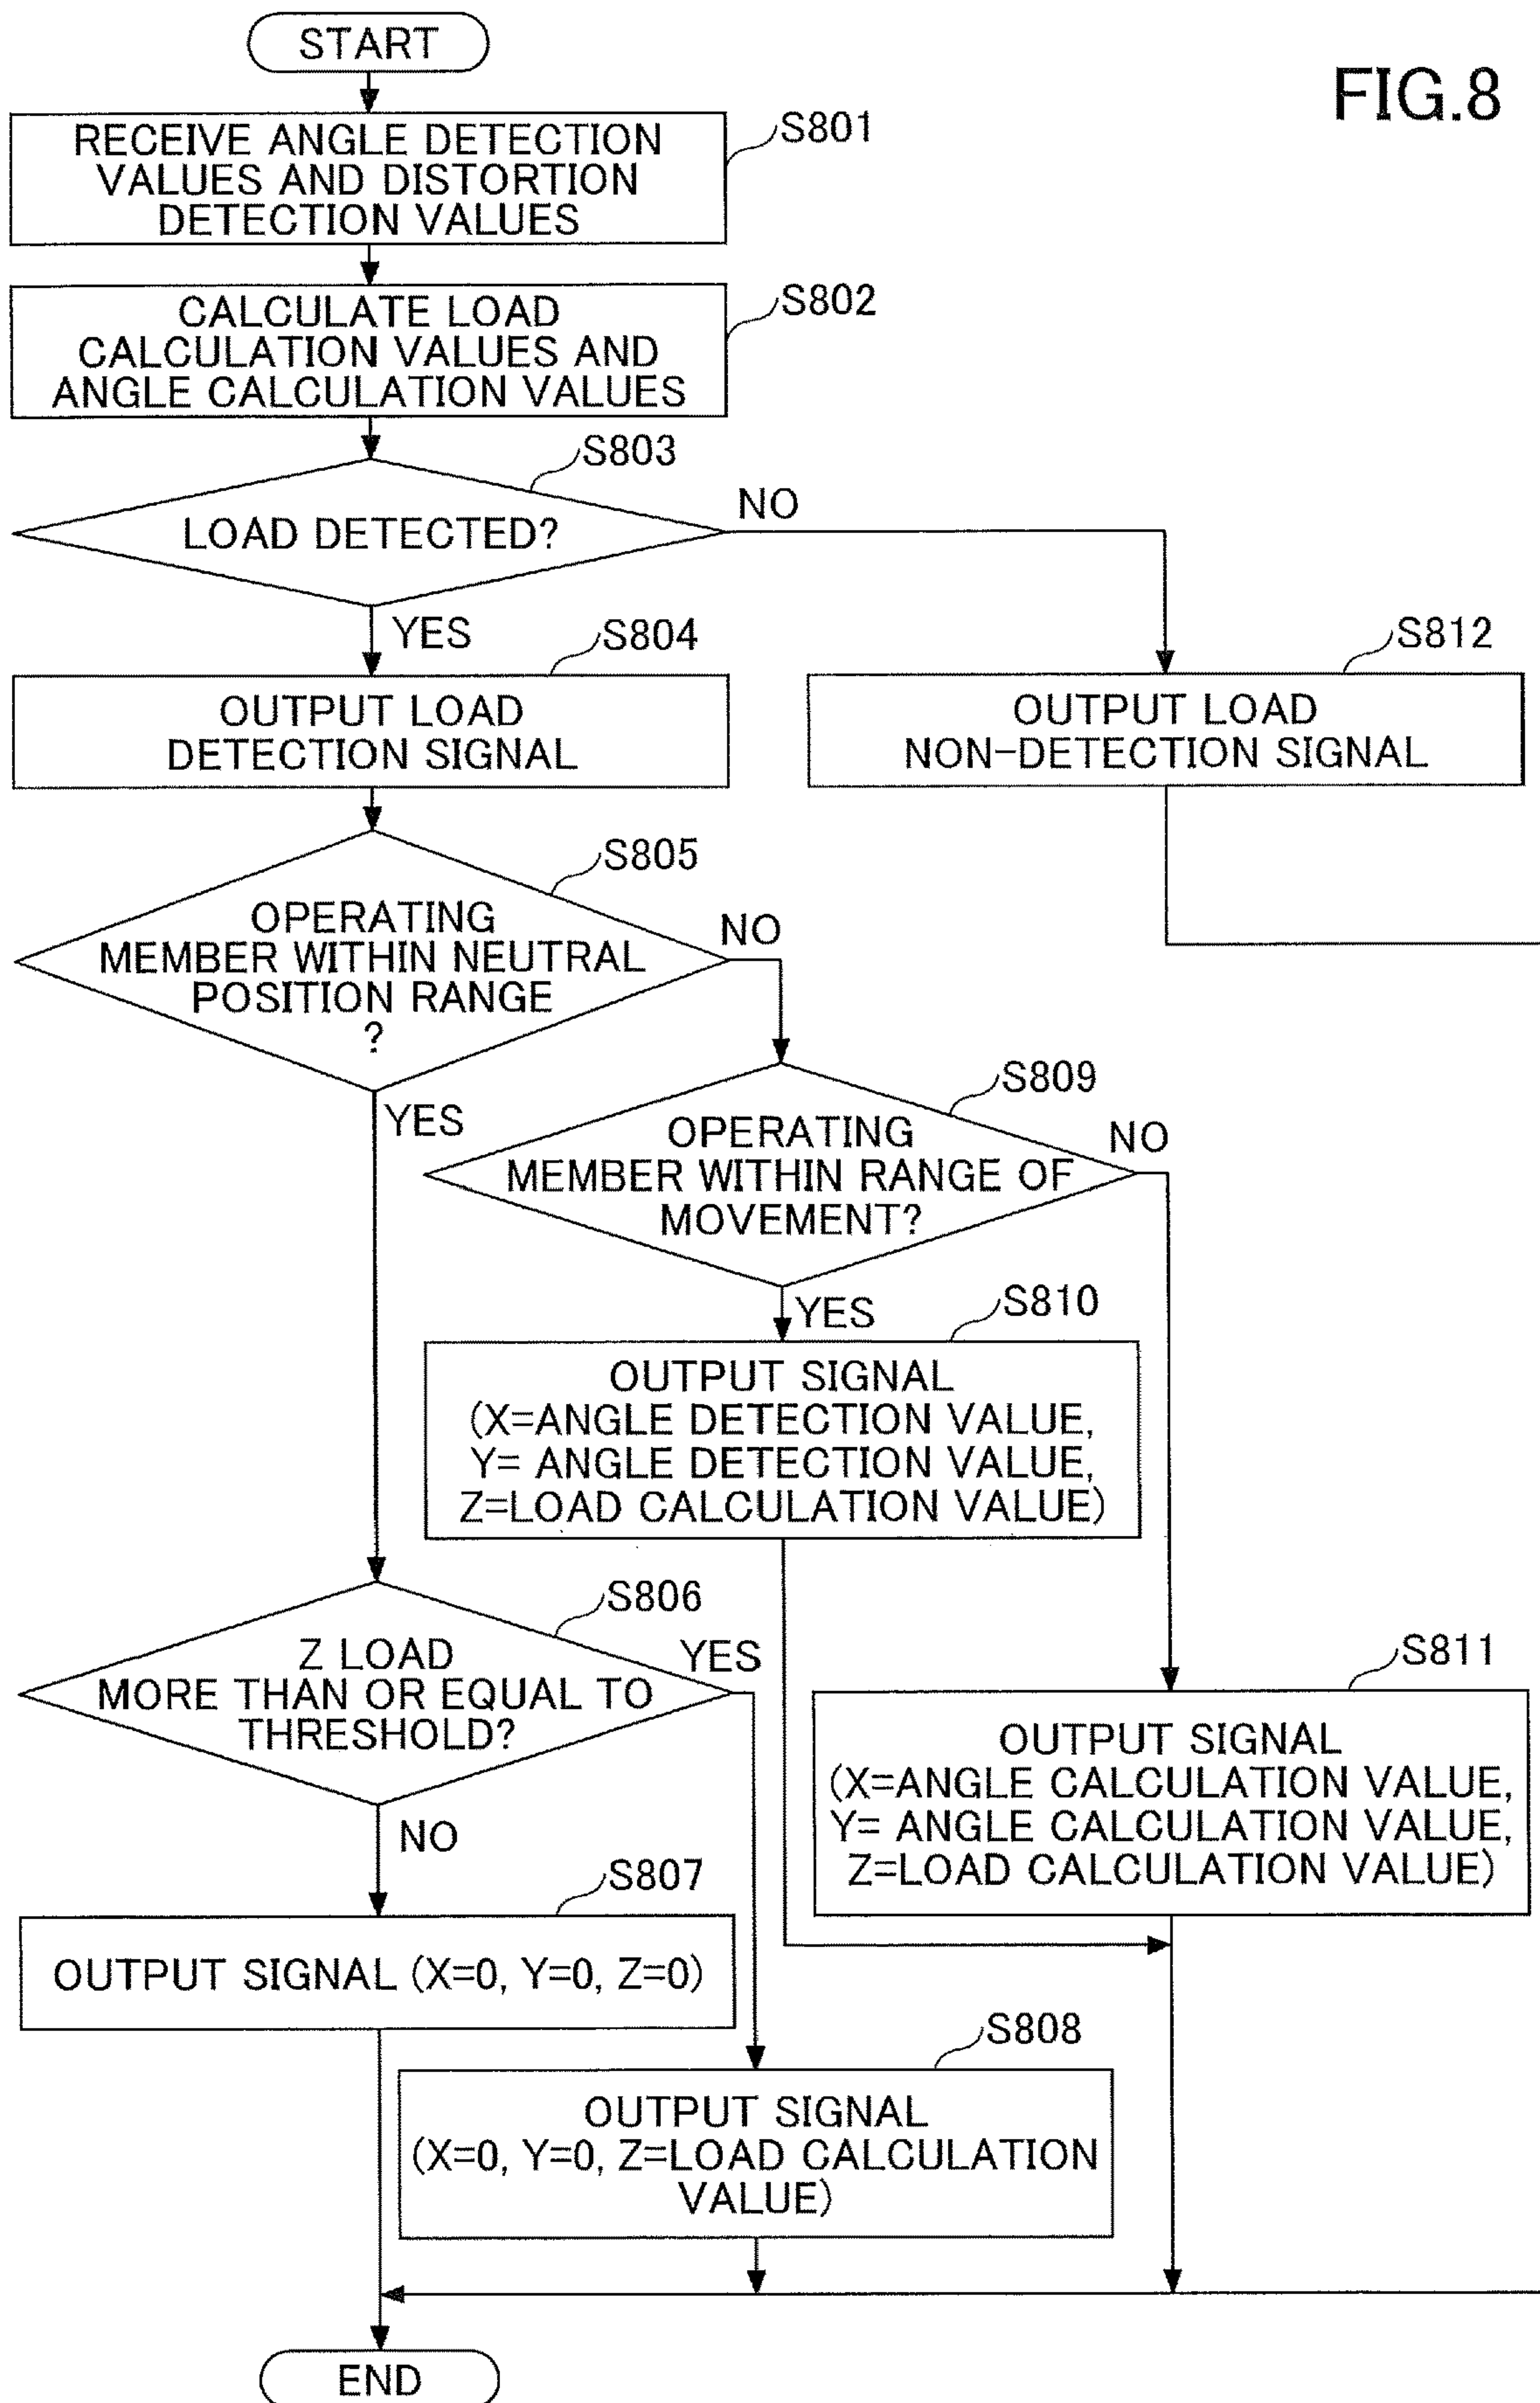 START
FIG.8
S801
RECEIVE ANGLE DETECTION
VALUES AND DISTORTION
DETECTION VALUES
S802
CALCULATE LOAD
CALCULATION VALUES AND
ANGLE CALCULATION VALUES
S803
LOAD DETECTED?
NO
YES
S804
OUTPUT LOAD
DETECTION SIGNAL
S812
OUTPUT LOAD
NON-DETECTION SIGNAL
S805
OPERATING
MEMBER WITHIN NEUTRAL
POSITION RANGE
?
NO
YES
S809
OPERATING
MEMBER WITHIN RANGE OF
MOVEMENT?
NO
YES
S810
OUTPUT SIGNAL
(X=ANGLE DETECTION VALUE,
Y= ANGLE DETECTION VALUE,
Z=LOAD CALCULATION VALUE)
S806
Z LOAD
MORE THAN OR EQUAL TO
THRESHOLD?
YES
NO
S811
OUTPUT SIGNAL
(X=ANGLE CALCULATION VALUE,
Y= ANGLE CALCULATION VALUE,
Z=LOAD CALCULATION VALUE)
S807
OUTPUT SIGNAL (X=0, Y=0, Z=0)
S808
OUTPUT SIGNAL
(X=0, Y=0, Z=LOAD CALCULATION
VALUE)
END